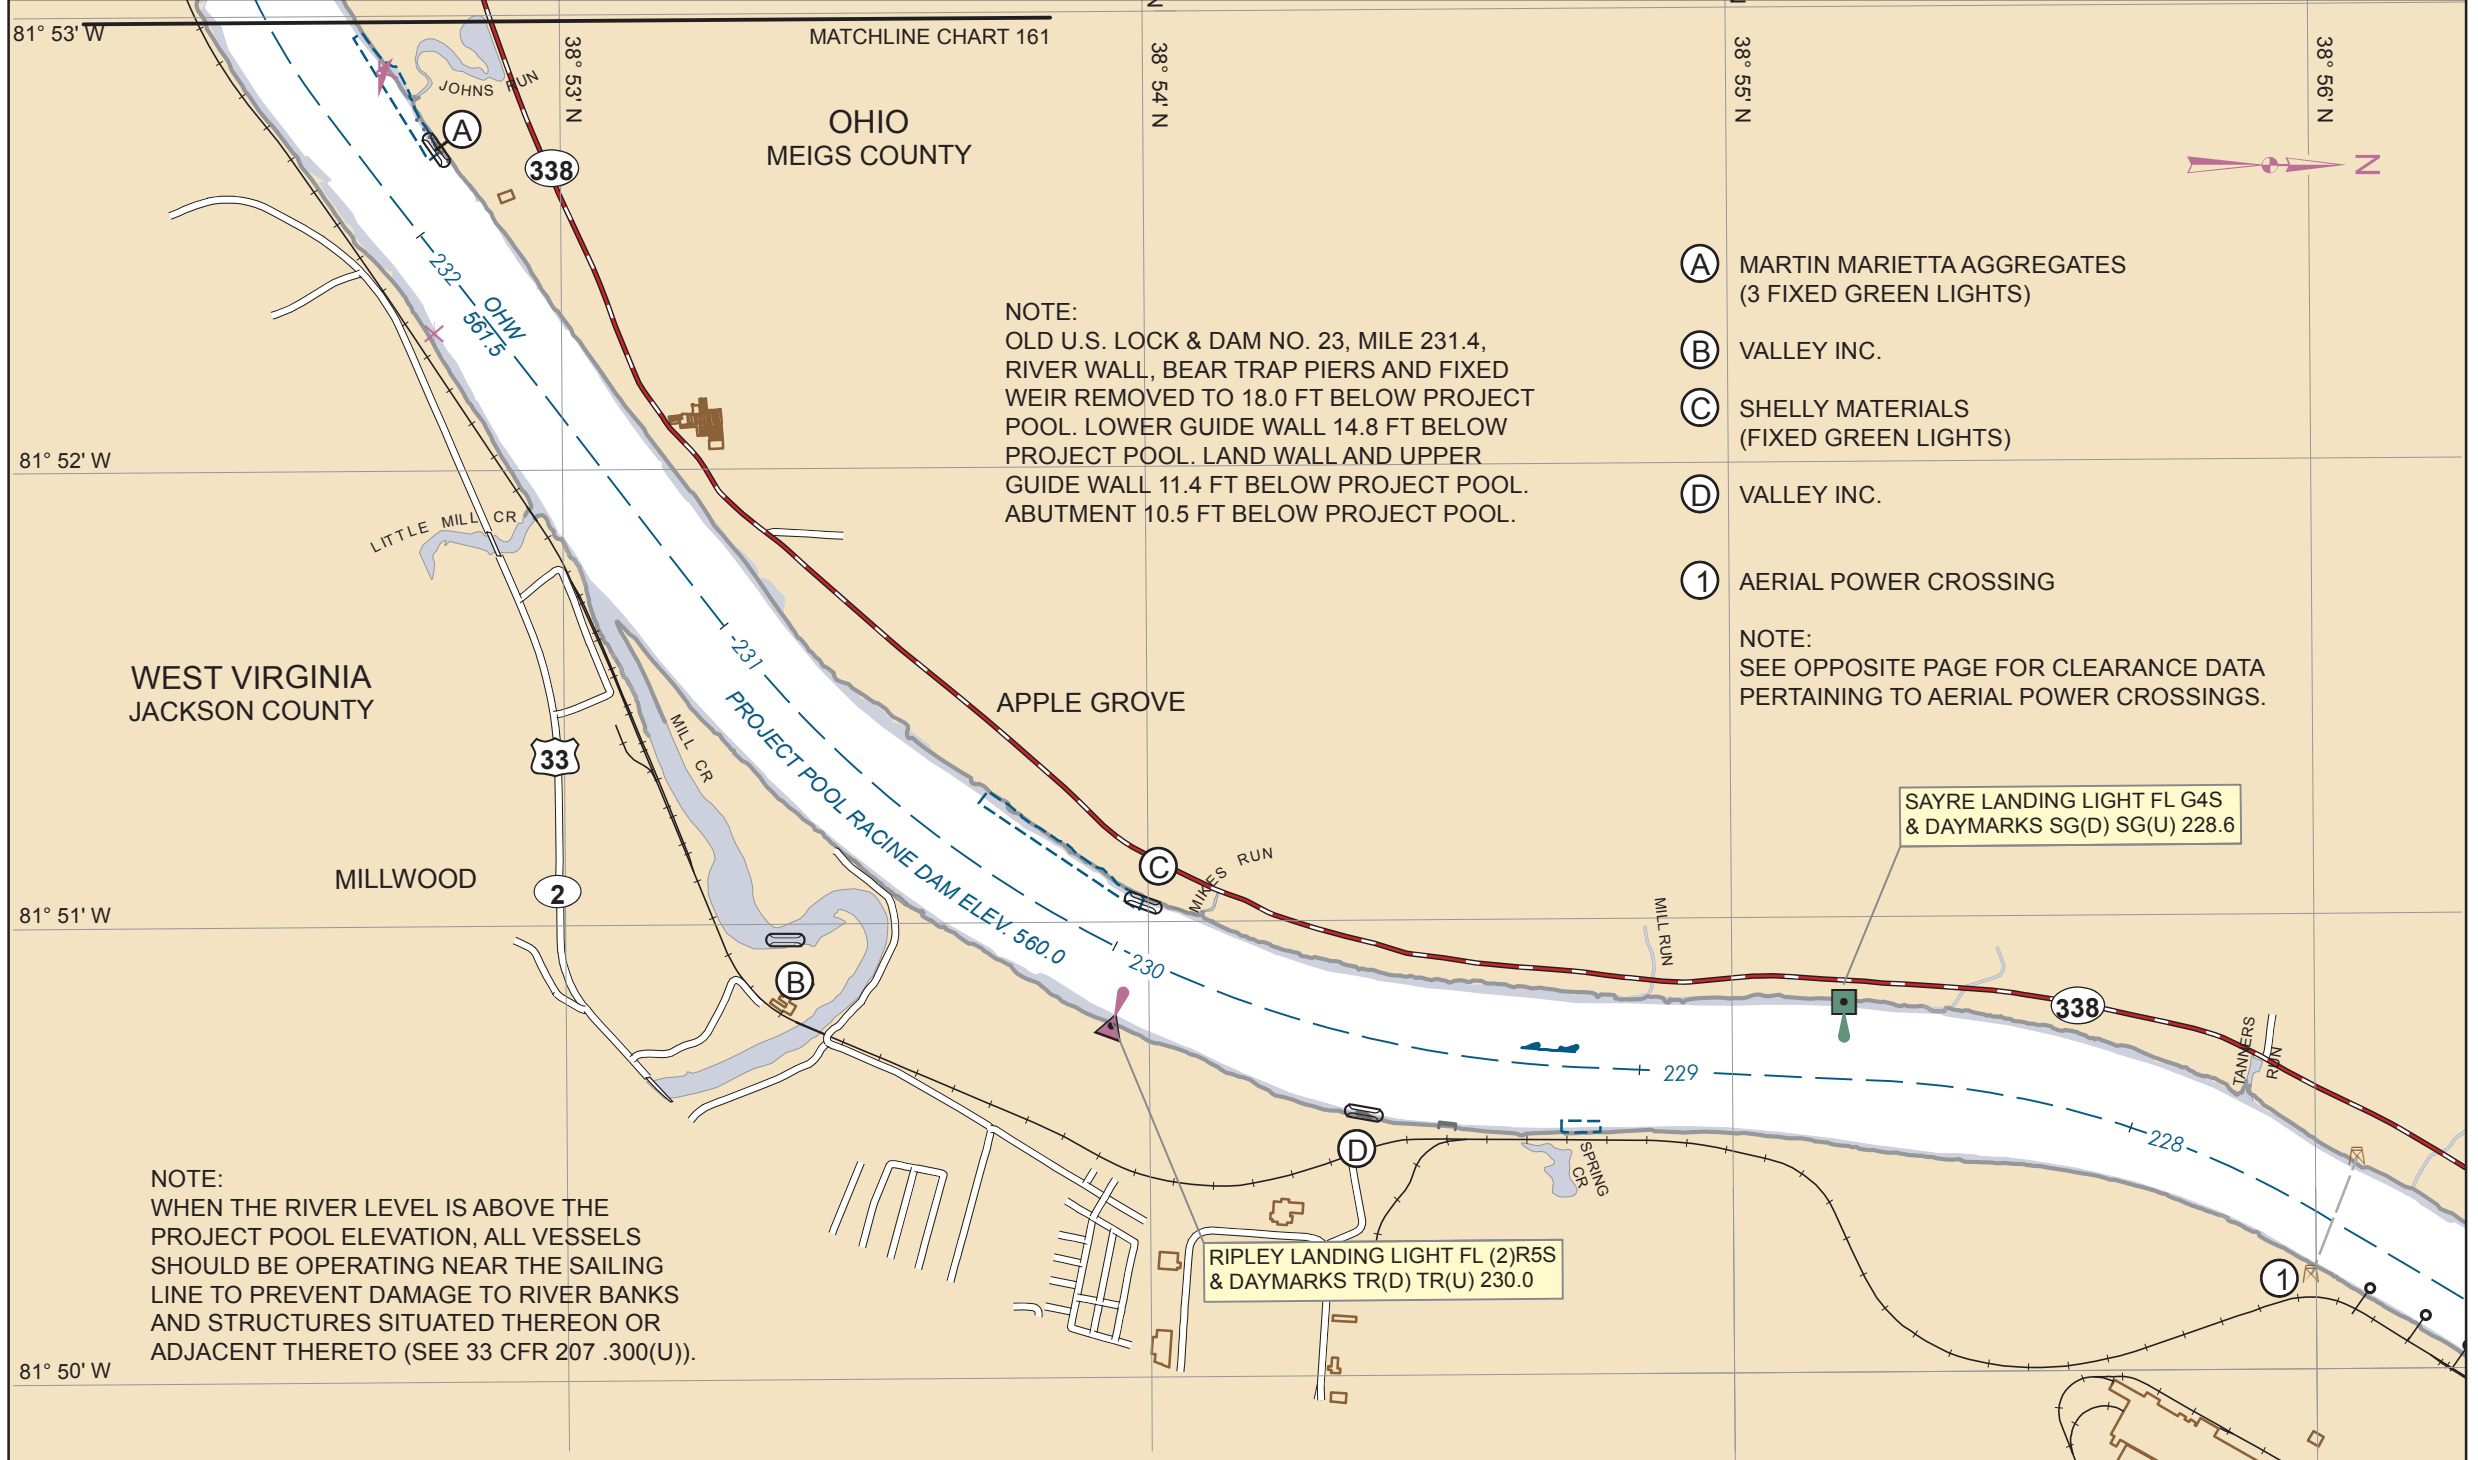 MATCHLINE CHART 161
81° 53' W
38° 53' N
38° 54' N
38° 55' N
38° 56' N
N
JOHNS RUN
A
338
OHIO
MEIGS COUNTY
232
OHW
561.5
NOTE:
OLD U.S. LOCK & DAM NO. 23, MILE 231.4,
RIVER WALL, BEAR TRAP PIERS AND FIXED
WEIR REMOVED TO 18.0 FT BELOW PROJECT
POOL. LOWER GUIDE WALL 14.8 FT BELOW
PROJECT POOL. LAND WALL AND UPPER
GUIDE WALL 11.4 FT BELOW PROJECT POOL.
ABUTMENT 10.5 FT BELOW PROJECT POOL.
A MARTIN MARIETTA AGGREGATES
(3 FIXED GREEN LIGHTS)
B VALLEY INC.
C SHELLY MATERIALS
(FIXED GREEN LIGHTS)
D VALLEY INC.
1 AERIAL POWER CROSSING
NOTE:
SEE OPPOSITE PAGE FOR CLEARANCE DATA
PERTAINING TO AERIAL POWER CROSSINGS.
81° 52' W
LITTLE MILL CR
WEST VIRGINIA
JACKSON COUNTY
231
APPLE GROVE
33
MILL CR
PROJECT POOL RACINE DAM ELEV. 560.0
SAYRE LANDING LIGHT FL G4S
& DAYMARKS SG(D) SG(U) 228.6
MILLWOOD
2
C
MIKES RUN
81° 51' W
MILL RUN
230
B
338
TANNERS
RUN
229
228
D
SPRING
CR
NOTE:
WHEN THE RIVER LEVEL IS ABOVE THE
PROJECT POOL ELEVATION, ALL VESSELS
SHOULD BE OPERATING NEAR THE SAILING
LINE TO PREVENT DAMAGE TO RIVER BANKS
AND STRUCTURES SITUATED THEREON OR
ADJACENT THERETO (SEE 33 CFR 207 .300(U)).
RIPLEY LANDING LIGHT FL (2)R5S
& DAYMARKS TR(D) TR(U) 230.0
1
81° 50' W